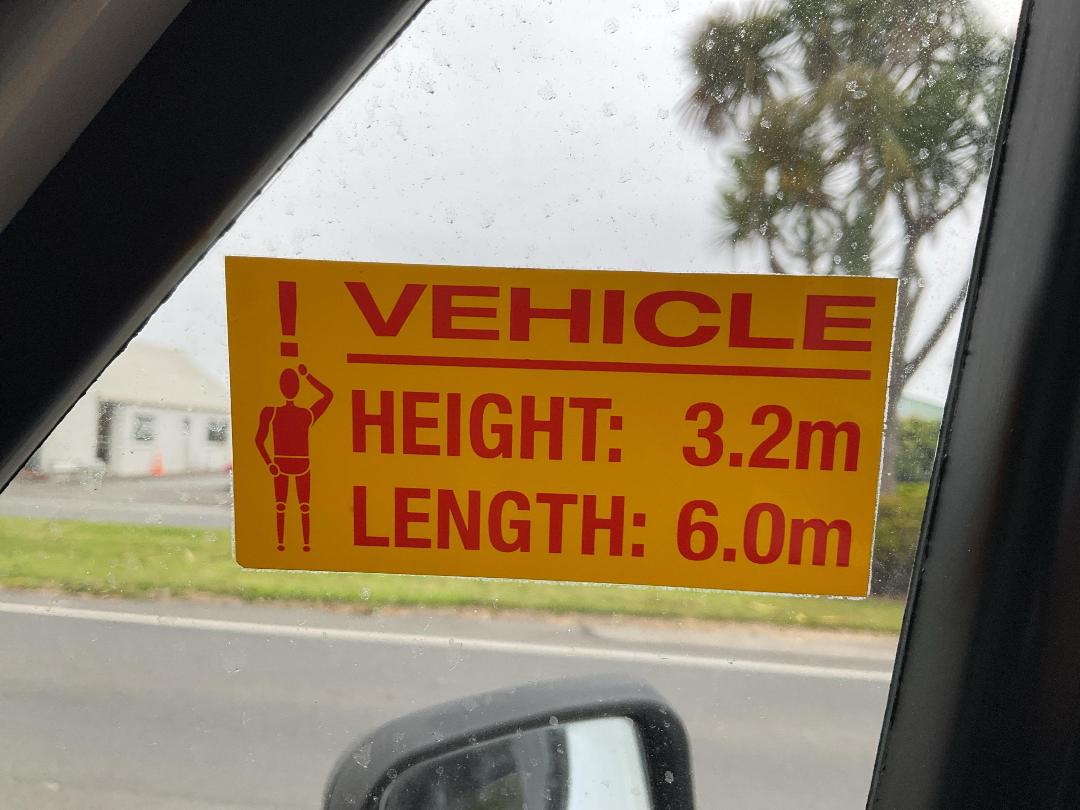 ! VEHICLE
HEIGHT: 3.2m
LENGTH: 6.0m